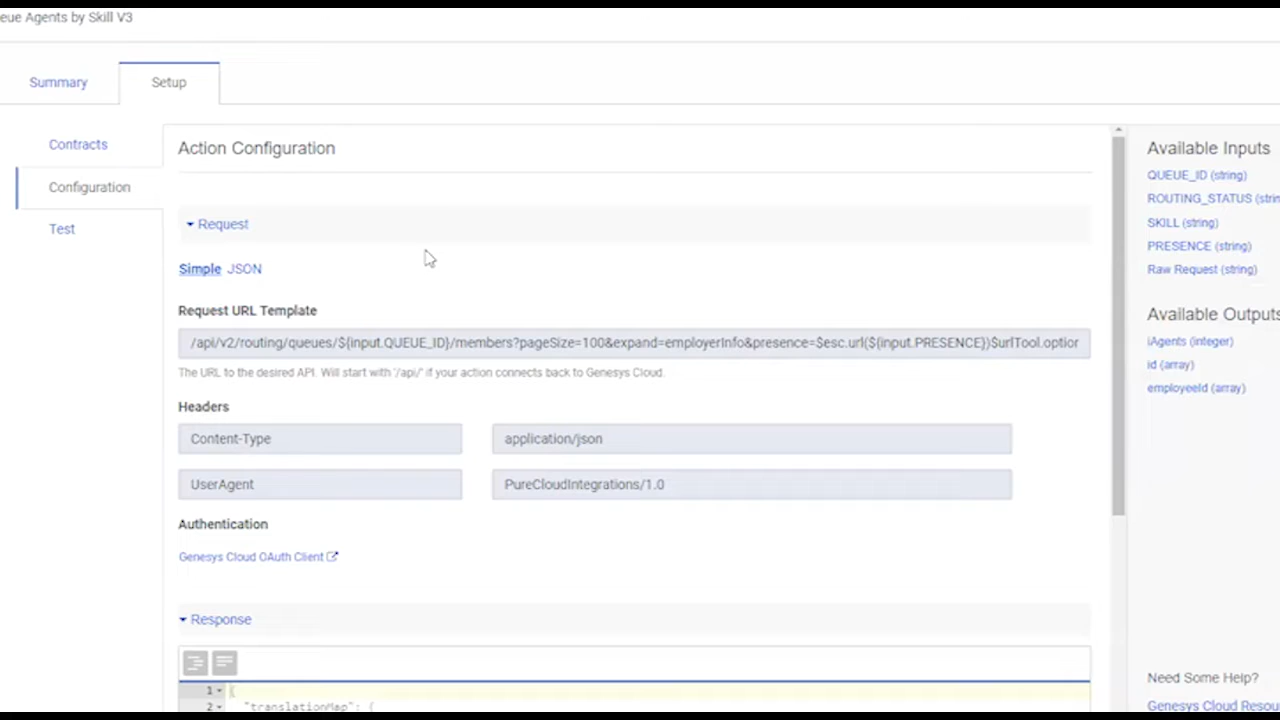 eue Agents by Skill V3
Summary
Setup
Contracts
Configuration
Test
Action Configuration
Request
Simple JSON
Request URL Template
/api/v2/routing/queues/${input.QUEUE_ID}/members?pageSize=100&expand=employerInfo&presence=$esc.url(${input.PRESENCE})$urlTool.optior
The URL to the desired API. Will start with '/api/' if your action connects back to Genesys Cloud.
Headers
Content-Type application/json
UserAgent PureCloudIntegrations/1.0
Authentication
Genesys Cloud OAuth Client
Response
1 {
2 "translationMap": {
Available Inputs
QUEUE_ID (string)
ROUTING_STATUS (strin
SKILL (string)
PRESENCE (string)
Raw Request (string)
Available Outputs
iAgents (integer)
id (array)
employeeId (array)
Need Some Help?
Genesys Cloud Resou